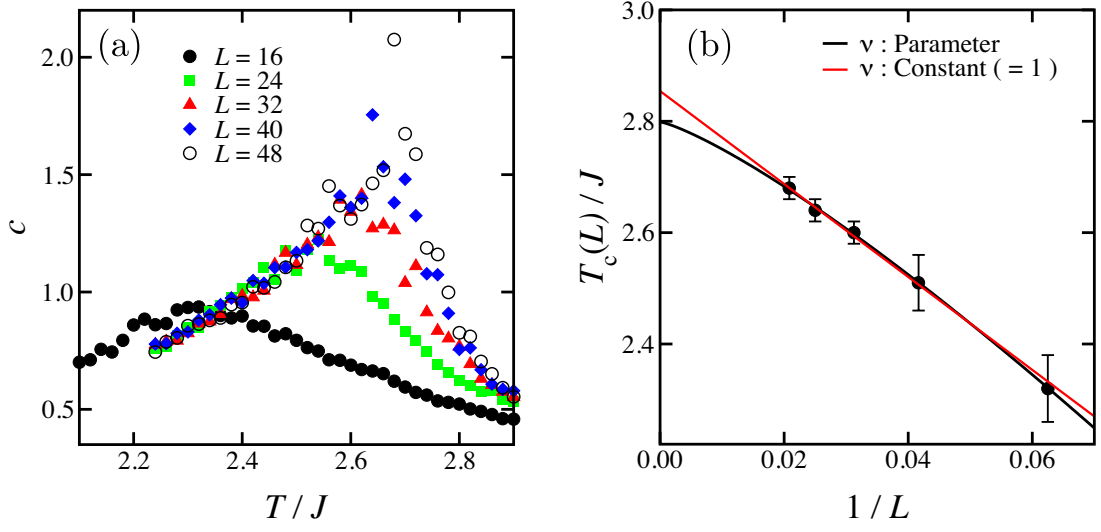 (a)
L = 16
L = 24
L = 32
L = 40
L = 48
2.0
1.5
1.0
0.5
c
2.2 2.4 2.6 2.8
T / J
(b)
ν : Parameter
ν : Constant ( = 1 )
3.0
2.8
2.6
2.4
T_c(L) / J
0.00 0.02 0.04 0.06
1 / L